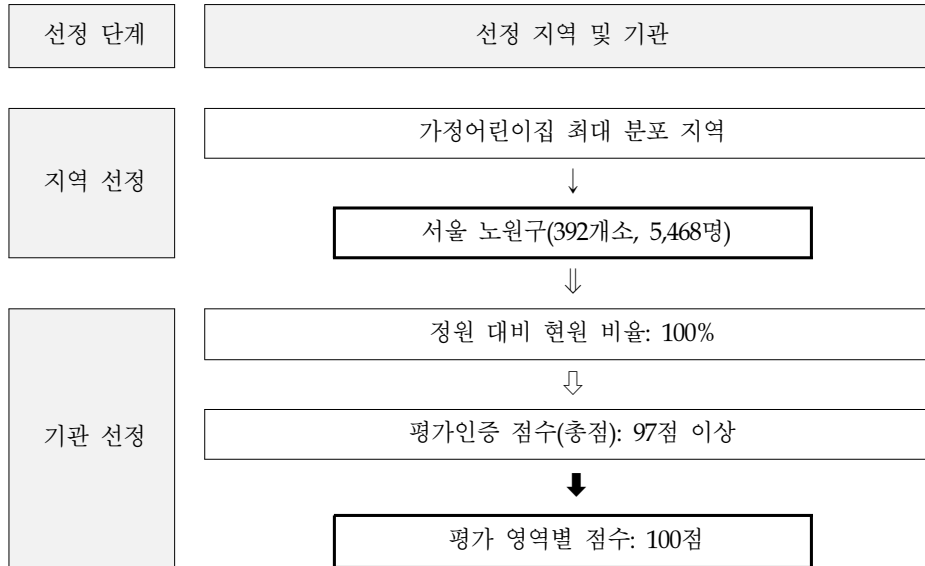 선정 단계
선정 지역 및 기관
지역 선정
가정어린이집 최대 분포 지역
↓
서울 노원구(392개소, 5,468명)
⇓
기관 선정
정원 대비 현원 비율: 100%
⇩
평가인증 점수(총점): 97점 이상
⬇
평가 영역별 점수: 100점